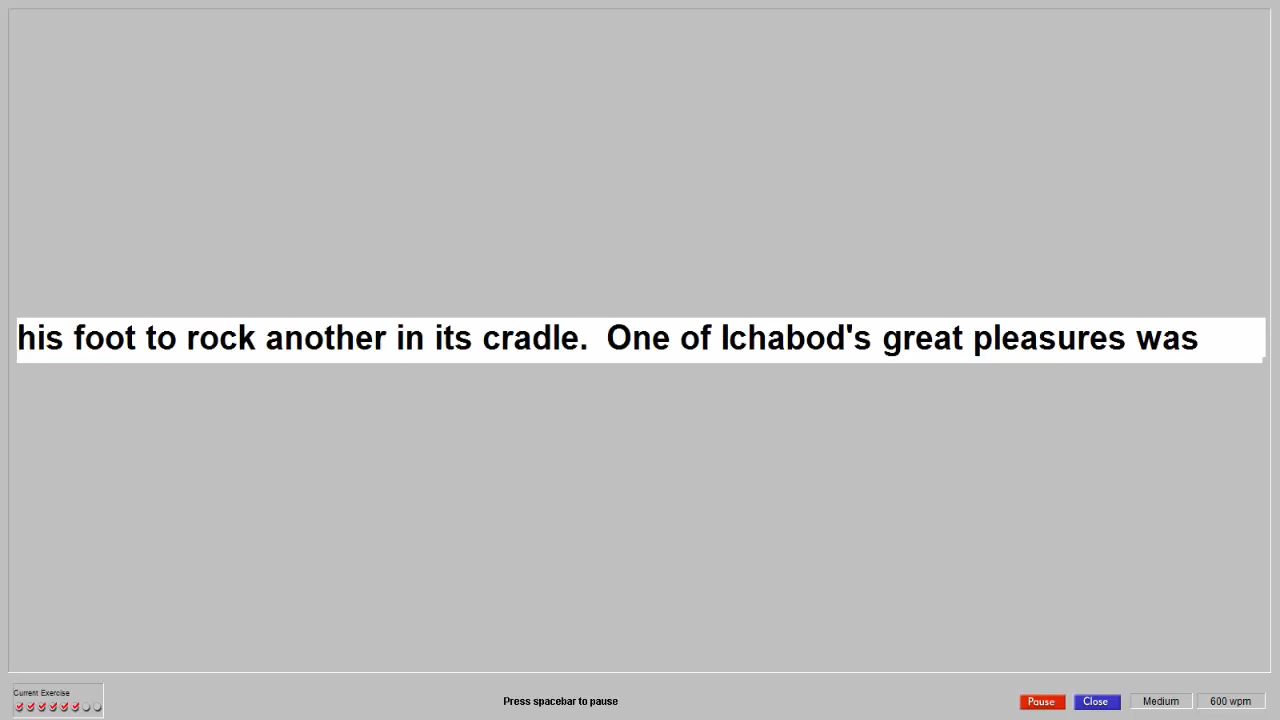 his foot to rock another in its cradle.  One of Ichabod's great pleasures was
Current Exercise
Press spacebar to pause
Pause
Close
Medium
600 wpm